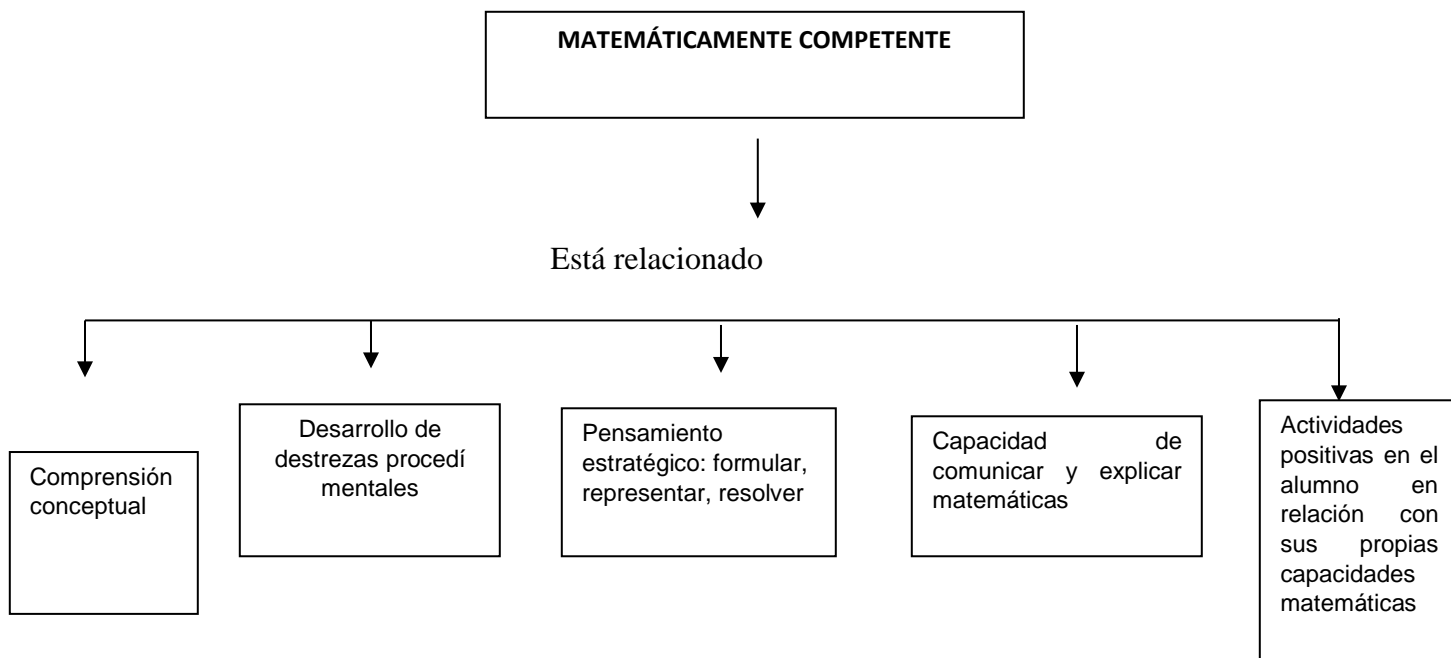 MATEMÁTICAMENTE COMPETENTE
Está relacionado
Comprensión
conceptual
Desarrollo de
destrezas procedí
mentales
Pensamiento
estratégico: formular,
representar, resolver
Capacidad de
comunicar y explicar
matemáticas
Actividades
positivas en el
alumno en
relación con
sus propias
capacidades
matemáticas